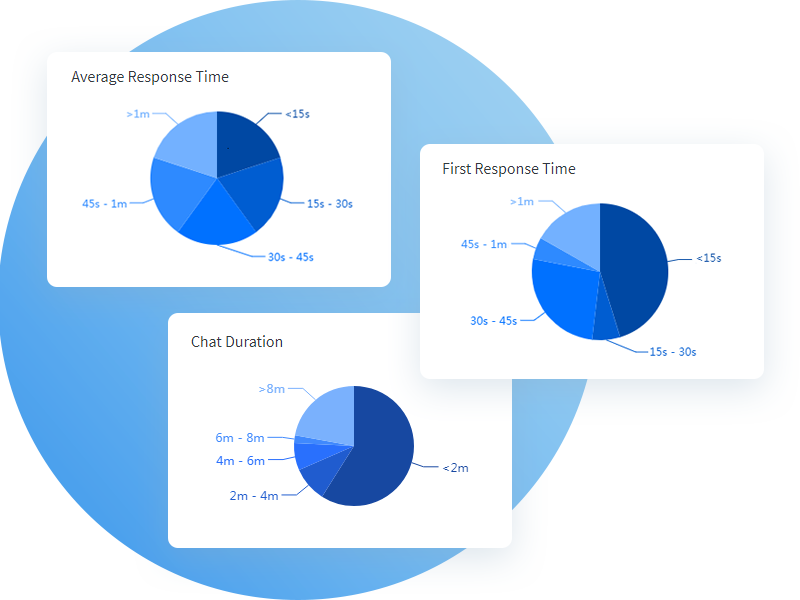 Average Response Time
>1m
<15s
45s - 1m
15s - 30s
30s - 45s
First Response Time
>1m
45s - 1m
<15s
30s - 45s
15s - 30s
Chat Duration
>8m
6m - 8m
4m - 6m
<2m
2m - 4m